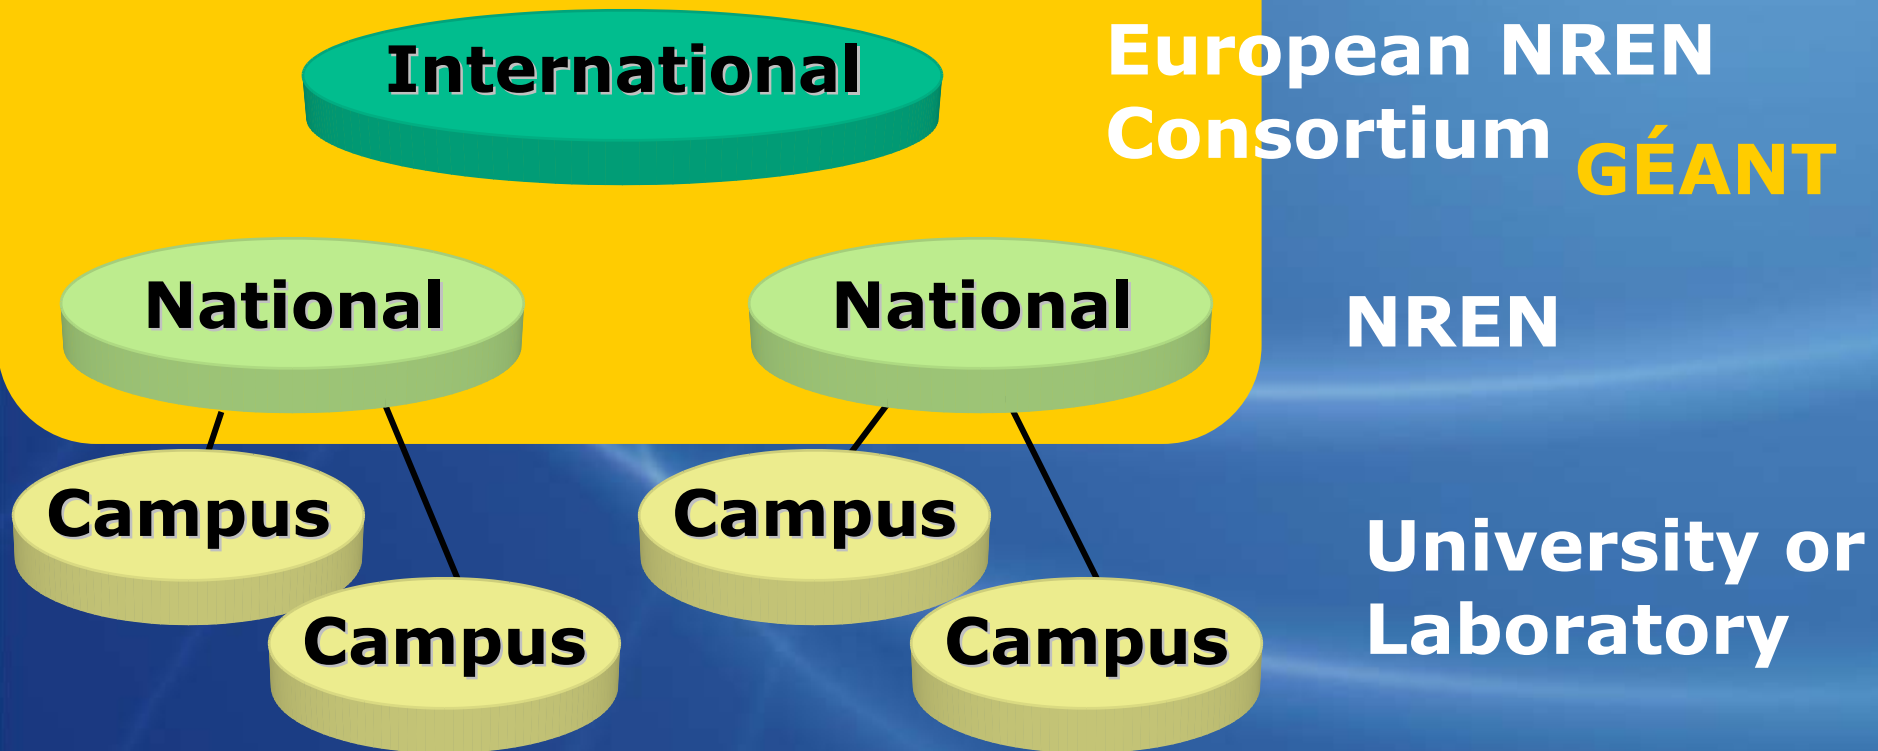 International
European NREN
Consortium
GÉANT
National
National
NREN
Campus
Campus
University or
Laboratory
Campus
Campus